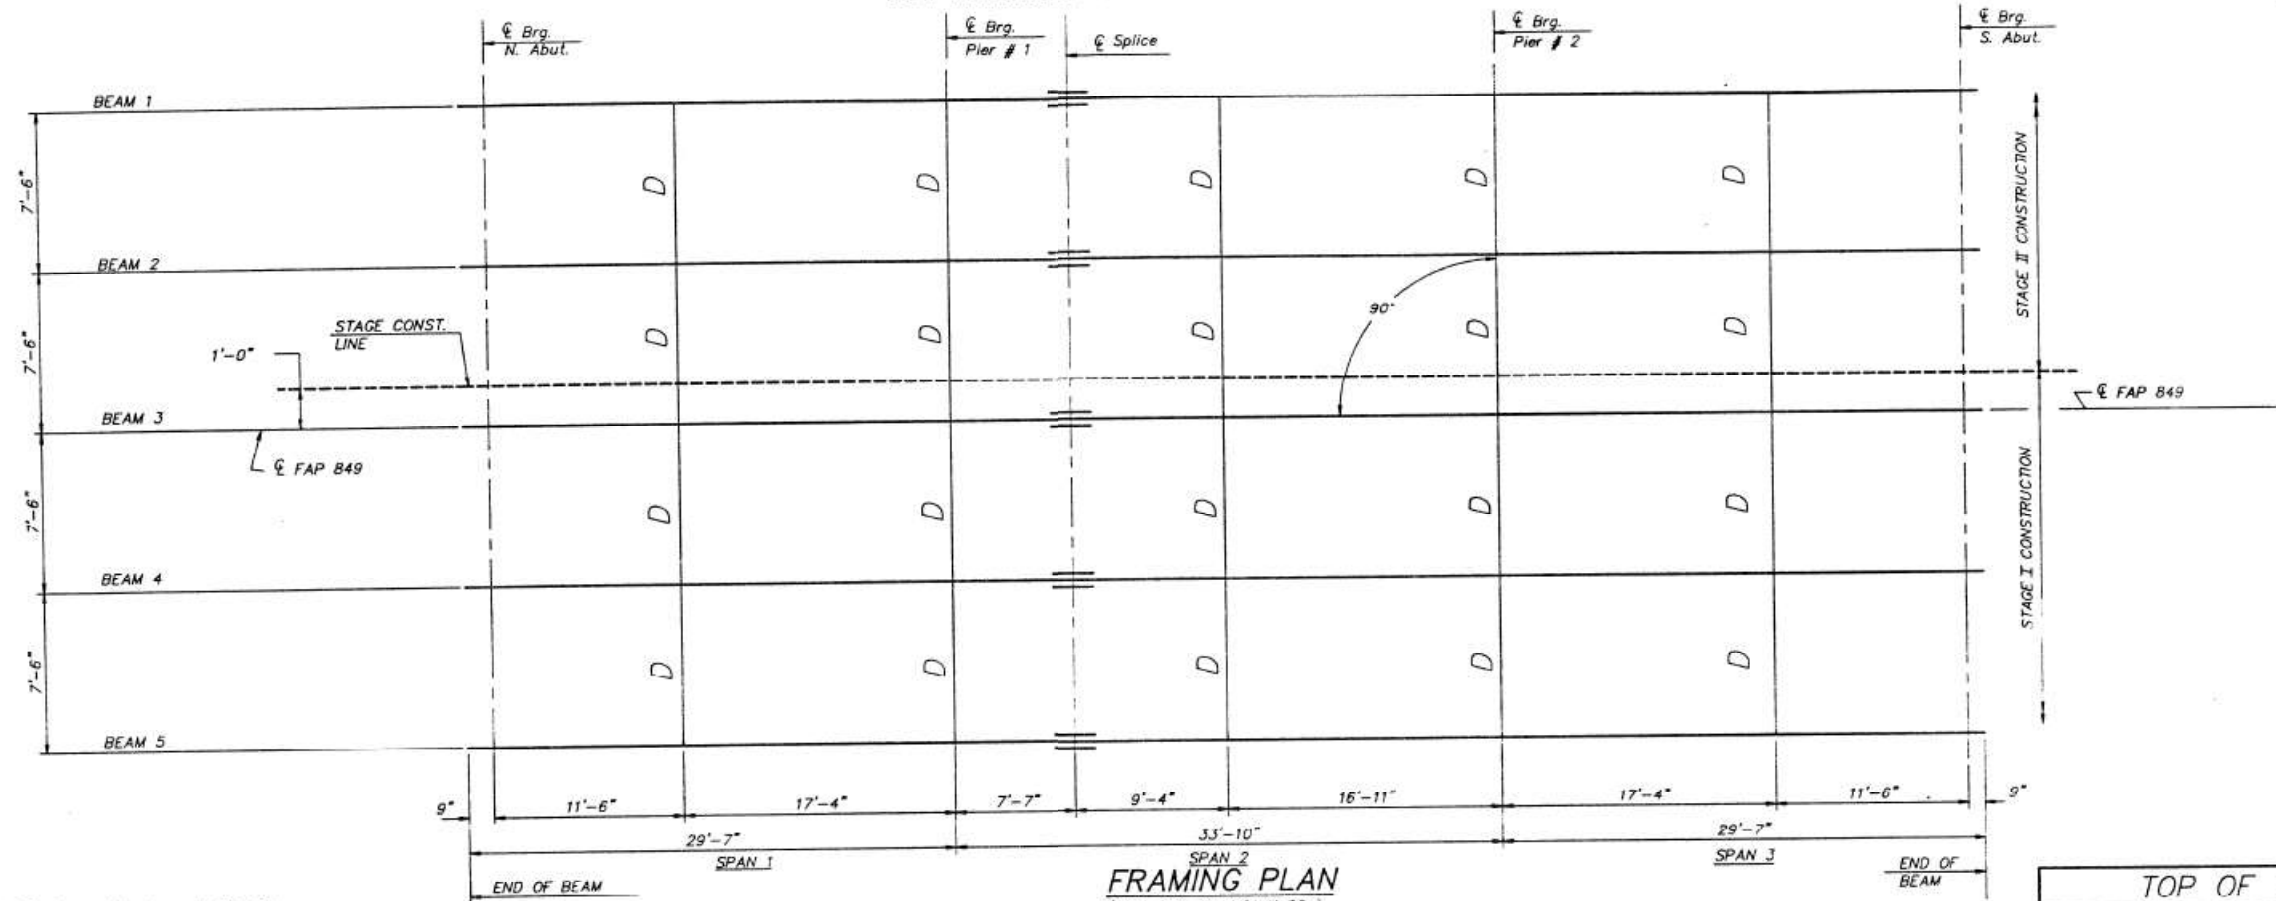 ℄ Brg.
N. Abut.
℄ Brg.
Pier # 1
℄ Splice
℄ Brg.
Pier # 2
℄ Brg.
S. Abut.
BEAM 1
7'-6"
D D D D D
STAGE II CONSTRUCTION
BEAM 2
7'-6"
90°
STAGE CONST.
LINE
1'-0"
D D D D D
℄ FAP 849
BEAM 3
℄ FAP 849
7'-6"
D D D D D
STAGE I CONSTRUCTION
BEAM 4
7'-6"
D D D D D
BEAM 5
9" 11'-6" 17'-4" 7'-7" 9'-4" 16'-11" 17'-4" 11'-6" 9"
29'-7" 33'-10" 29'-7"
SPAN 1 SPAN 2 SPAN 3
END OF BEAM
END OF
BEAM
FRAMING PLAN
TOP OF